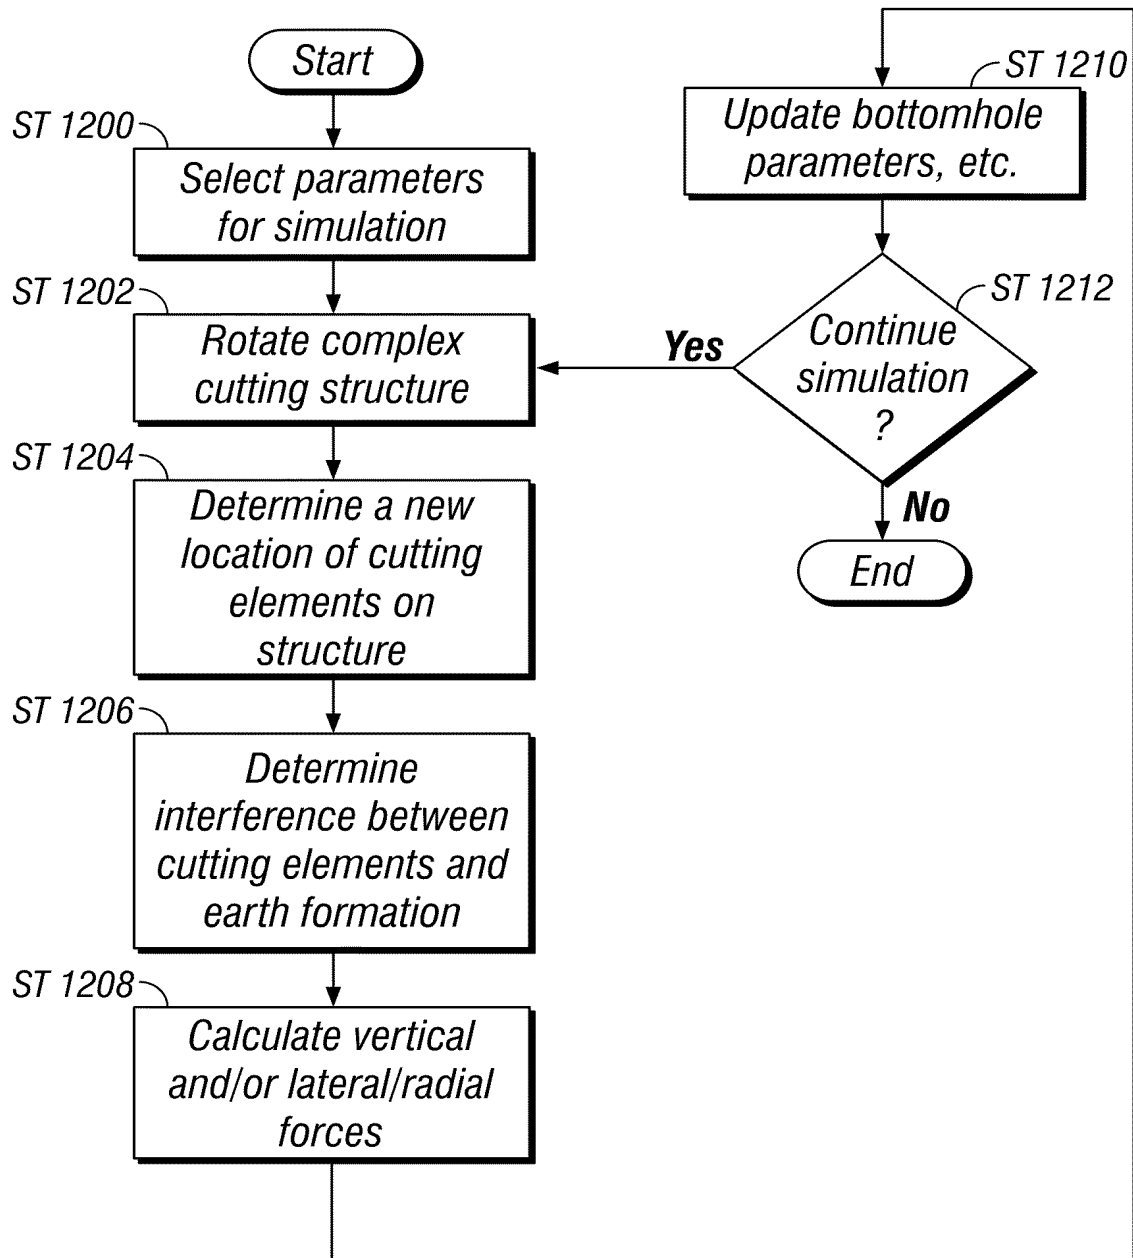 Start
ST 1200
Select parameters
for simulation
ST 1202
Rotate complex
cutting structure
ST 1204
Determine a new
location of cutting
elements on
structure
ST 1206
Determine
interference between
cutting elements and
earth formation
ST 1208
Calculate vertical
and/or lateral/radial
forces
ST 1210
Update bottomhole
parameters, etc.
ST 1212
Continue
simulation
?
Yes
No
End